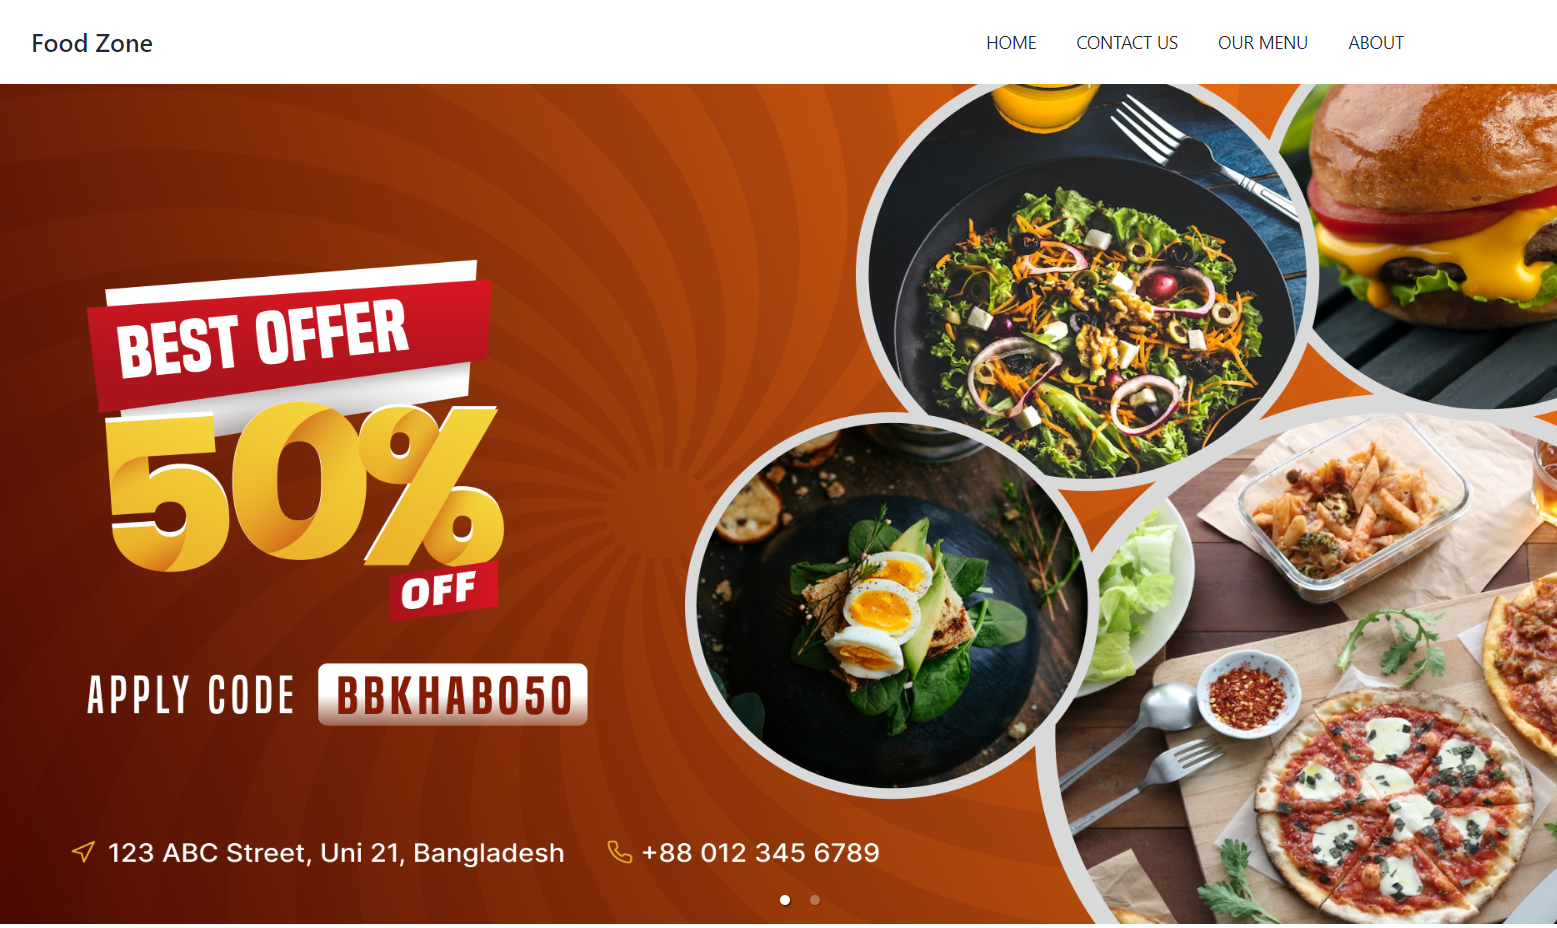 Food Zone
HOME CONTACT US OUR MENU ABOUT
BEST OFFER
50%
OFF
APPLY CODE BBKHABO50
123 ABC Street, Uni 21, Bangladesh +88 012 345 6789